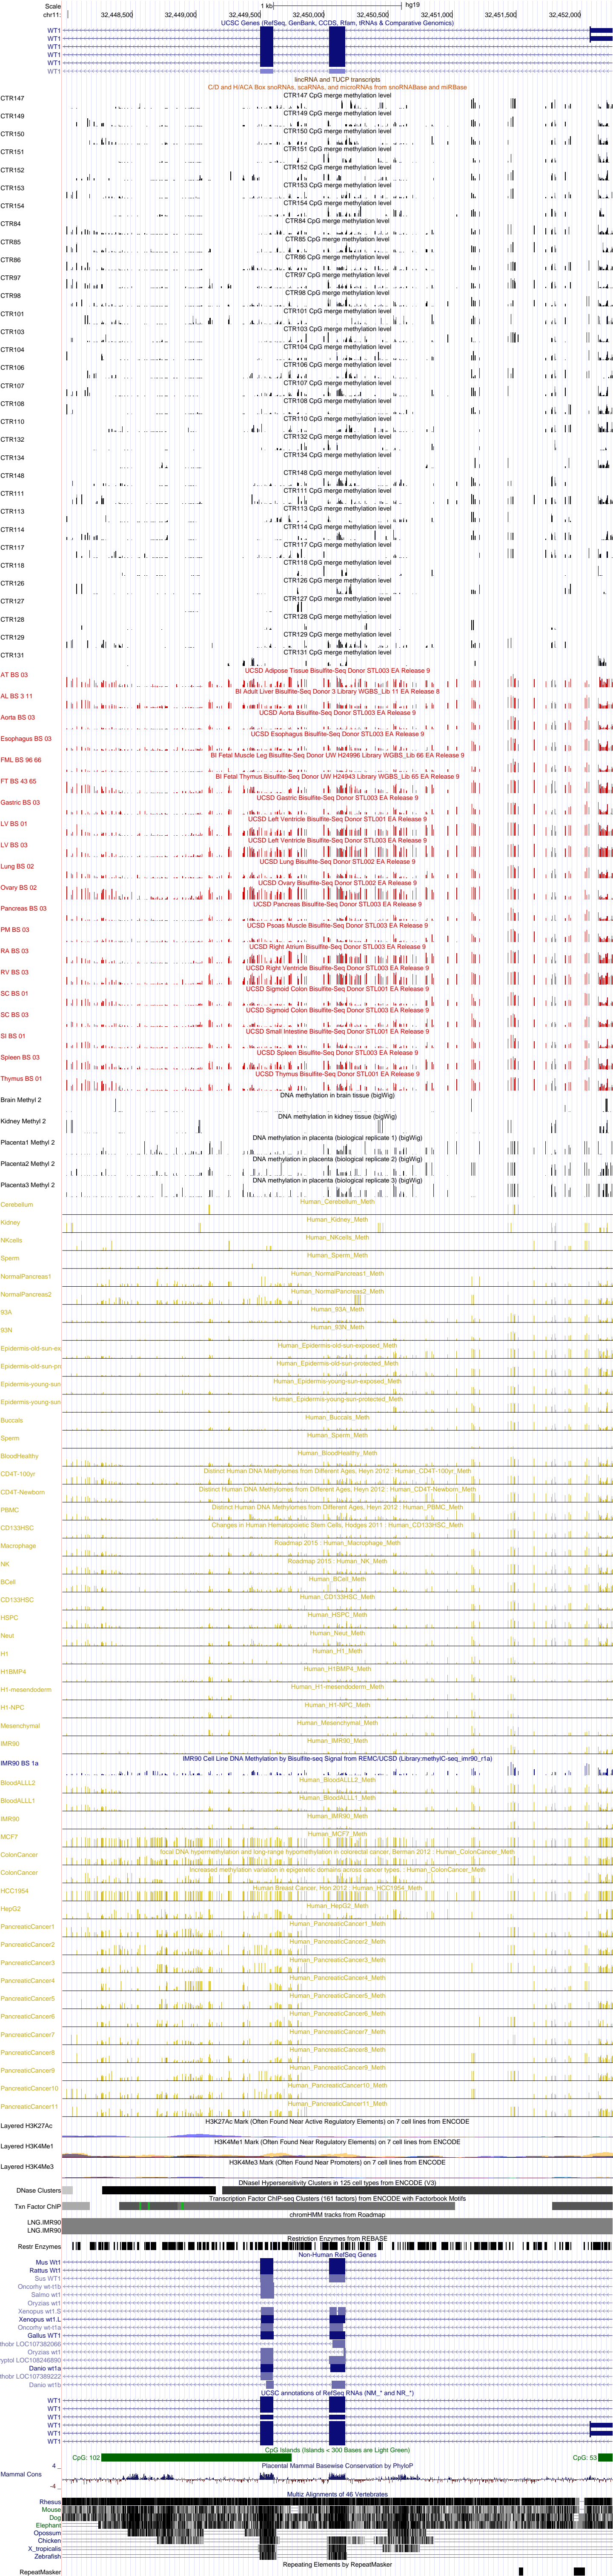 Scale 1 kb hg19
chr11: 32,448,500 32,449,000 32,449,500 32,450,000 32,450,500 32,451,000 32,451,500 32,452,000
UCSC Genes (RefSeq, GenBank, CCDS, Rfam, tRNAs & Comparative Genomics)
WT1
WT1
WT1
WT1
WT1
WT1
lincRNA and TUCP transcripts
C/D and H/ACA Box snoRNAs, scaRNAs, and microRNAs from snoRNABase and miRBase
CTR147 CpG merge methylation level
CTR147
CTR149 CpG merge methylation level
CTR149
CTR150 CpG merge methylation level
CTR150
CTR151 CpG merge methylation level
CTR151
CTR152 CpG merge methylation level
CTR152
CTR153 CpG merge methylation level
CTR153
CTR154 CpG merge methylation level
CTR154
CTR84 CpG merge methylation level
CTR84
CTR85 CpG merge methylation level
CTR85
CTR86 CpG merge methylation level
CTR86
CTR97 CpG merge methylation level
CTR97
CTR98 CpG merge methylation level
CTR98
CTR101 CpG merge methylation level
CTR101
CTR103 CpG merge methylation level
CTR103
CTR104 CpG merge methylation level
CTR104
CTR106 CpG merge methylation level
CTR106
CTR107 CpG merge methylation level
CTR107
CTR108 CpG merge methylation level
CTR108
CTR110 CpG merge methylation level
CTR110
CTR132 CpG merge methylation level
CTR132
CTR134 CpG merge methylation level
CTR134
CTR148 CpG merge methylation level
CTR148
CTR111 CpG merge methylation level
CTR111
CTR113 CpG merge methylation level
CTR113
CTR114 CpG merge methylation level
CTR114
CTR117 CpG merge methylation level
CTR117
CTR118 CpG merge methylation level
CTR118
CTR126 CpG merge methylation level
CTR126
CTR127 CpG merge methylation level
CTR127
CTR128 CpG merge methylation level
CTR128
CTR129 CpG merge methylation level
CTR129
CTR131 CpG merge methylation level
CTR131
UCSD Adipose Tissue Bisulfite-Seq Donor STL003 EA Release 9
AT BS 03
BI Adult Liver Bisulfite-Seq Donor 3 Library WGBS_Lib 11 EA Release 8
AL BS 3 11
UCSD Aorta Bisulfite-Seq Donor STL003 EA Release 9
Aorta BS 03
UCSD Esophagus Bisulfite-Seq Donor STL003 EA Release 9
Esophagus BS 03
BI Fetal Muscle Leg Bisulfite-Seq Donor UW H24996 Library WGBS_Lib 66 EA Release 9
FML BS 96 66
BI Fetal Thymus Bisulfite-Seq Donor UW H24943 Library WGBS_Lib 65 EA Release 9
FT BS 43 65
UCSD Gastric Bisulfite-Seq Donor STL003 EA Release 9
Gastric BS 03
UCSD Left Ventricle Bisulfite-Seq Donor STL001 EA Release 9
LV BS 01
UCSD Left Ventricle Bisulfite-Seq Donor STL003 EA Release 9
LV BS 03
UCSD Lung Bisulfite-Seq Donor STL002 EA Release 9
Lung BS 02
UCSD Ovary Bisulfite-Seq Donor STL002 EA Release 9
Ovary BS 02
UCSD Pancreas Bisulfite-Seq Donor STL003 EA Release 9
Pancreas BS 03
UCSD Psoas Muscle Bisulfite-Seq Donor STL003 EA Release 9
PM BS 03
UCSD Right Atrium Bisulfite-Seq Donor STL003 EA Release 9
RA BS 03
UCSD Right Ventricle Bisulfite-Seq Donor STL003 EA Release 9
RV BS 03
UCSD Sigmoid Colon Bisulfite-Seq Donor STL001 EA Release 9
SC BS 01
UCSD Sigmoid Colon Bisulfite-Seq Donor STL003 EA Release 9
SC BS 03
UCSD Small Intestine Bisulfite-Seq Donor STL001 EA Release 9
SI BS 01
UCSD Spleen Bisulfite-Seq Donor STL003 EA Release 9
Spleen BS 03
UCSD Thymus Bisulfite-Seq Donor STL001 EA Release 9
Thymus BS 01
DNA methylation in brain tissue (bigWig)
Brain Methyl 2
DNA methylation in kidney tissue (bigWig)
Kidney Methyl 2
DNA methylation in placenta (biological replicate 1) (bigWig)
Placenta1 Methyl 2
DNA methylation in placenta (biological replicate 2) (bigWig)
Placenta2 Methyl 2
DNA methylation in placenta (biological replicate 3) (bigWig)
Placenta3 Methyl 2
Human_Cerebellum_Meth
Cerebellum
Human_Kidney_Meth
Kidney
Human_NKcells_Meth
NKcells
Human_Sperm_Meth
Sperm
Human_NormalPancreas1_Meth
NormalPancreas1
Human_NormalPancreas2_Meth
NormalPancreas2
Human_93A_Meth
93A
Human_93N_Meth
93N
Human_Epidermis-old-sun-exposed_Meth
Epidermis-old-sun-ex
Human_Epidermis-old-sun-protected_Meth
Epidermis-old-sun-pn
Human_Epidermis-young-sun-exposed_Meth
Epidermis-young-sun
Human_Epidermis-young-sun-protected_Meth
Epidermis-young-sun
Human_Buccals_Meth
Buccals
Human_Sperm_Meth
Sperm
Human_BloodHealthy_Meth
BloodHealthy
Distinct Human DNA Methylomes from Different Ages, Heyn 2012 : Human_CD4T-100yr_Meth
CD4T-100yr
Distinct Human DNA Methylomes from Different Ages, Heyn 2012 : Human_CD4T-Newborn_Meth
CD4T-Newborn
Distinct Human DNA Methylomes from Different Ages, Heyn 2012 : Human_PBMC_Meth
PBMC
Changes in Human Hematopoietic Stem Cells, Hodges 2011 : Human_CD133HSC_Meth
CD133HSC
Roadmap 2015 : Human_Macrophage_Meth
Macrophage
Roadmap 2015 : Human_NK_Meth
NK
Human_BCell_Meth
BCell
Human_CD133HSC_Meth
CD133HSC
Human_HSPC_Meth
HSPC
Human_Neut_Meth
Neut
Human_H1_Meth
H1
Human_H1BMP4_Meth
H1BMP4
Human_H1-mesendoderm_Meth
H1-mesendoderm
Human_H1-NPC_Meth
H1-NPC
Human_Mesenchymal_Meth
Mesenchymal
Human_IMR90_Meth
IMR90
IMR90 Cell Line DNA Methylation by Bisulfite-seq Signal from REMC/UCSD (Library:methylC-seq_imr90_r1a)
IMR90 BS 1a
Human_BloodALLL2_Meth
BloodALLL2
Human_BloodALLL1_Meth
BloodALLL1
Human_IMR90_Meth
IMR90
Human_MCF7_Meth
MCF7
focal DNA hypermethylation and long-range hypomethylation in colorectal cancer, Berman 2012 : Human_ColonCancer_Meth
ColonCancer
Increased methylation variation in epigenetic domains across cancer types. : Human_ColonCancer_Meth
ColonCancer
Human Breast Cancer, Hon 2012 : Human_HCC1954_Meth
HCC1954
Human_HepG2_Meth
HepG2
Human_PancreaticCancer1_Meth
PancreaticCancer1
Human_PancreaticCancer2_Meth
PancreaticCancer2
Human_PancreaticCancer3_Meth
PancreaticCancer3
Human_PancreaticCancer4_Meth
PancreaticCancer4
Human_PancreaticCancer5_Meth
PancreaticCancer5
Human_PancreaticCancer6_Meth
PancreaticCancer6
Human_PancreaticCancer7_Meth
PancreaticCancer7
Human_PancreaticCancer8_Meth
PancreaticCancer8
Human_PancreaticCancer9_Meth
PancreaticCancer9
Human_PancreaticCancer10_Meth
PancreaticCancer10
Human_PancreaticCancer11_Meth
PancreaticCancer11
H3K27Ac Mark (Often Found Near Active Regulatory Elements) on 7 cell lines from ENCODE
Layered H3K27Ac
H3K4Me1 Mark (Often Found Near Regulatory Elements) on 7 cell lines from ENCODE
Layered H3K4Me1
H3K4Me3 Mark (Often Found Near Promoters) on 7 cell lines from ENCODE
Layered H3K4Me3
DNaseI Hypersensitivity Clusters in 125 cell types from ENCODE (V3)
DNase Clusters
Transcription Factor ChIP-seq Clusters (161 factors) from ENCODE with Factorbook Motifs
Txn Factor ChIP
chromHMM tracks from Roadmap
LNG.IMR90
LNG.IMR90
Restriction Enzymes from REBASE
Restr Enzymes
Non-Human RefSeq Genes
Mus Wt1
Rattus Wt1
Sus WT1
Oncorhy wt-t1b
Salmo wt1
Oryzias wt1
Xenopus wt1.S
Xenopus wt1.L
Oncorhy wt-t1a
Gallus WT1
thobr LOC107382066
Oryzias wt1
ryptol LOC108246890
Danio wt1a
thobr LOC107389222
Danio wt1b
UCSC annotations of RefSeq RNAs (NM_* and NR_*)
WT1
WT1
WT1
WT1
WT1
WT1
CpG Islands (Islands < 300 Bases are Light Green)
CpG: 102 CpG: 53
Placental Mammal Basewise Conservation by PhyloP
4 _
Mammal Cons
-4 _
Multiz Alignments of 46 Vertebrates
Rhesus
Mouse
Dog
Elephant
Opossum
Chicken
X_tropicalis
Zebrafish
Repeating Elements by RepeatMasker
RepeatMasker